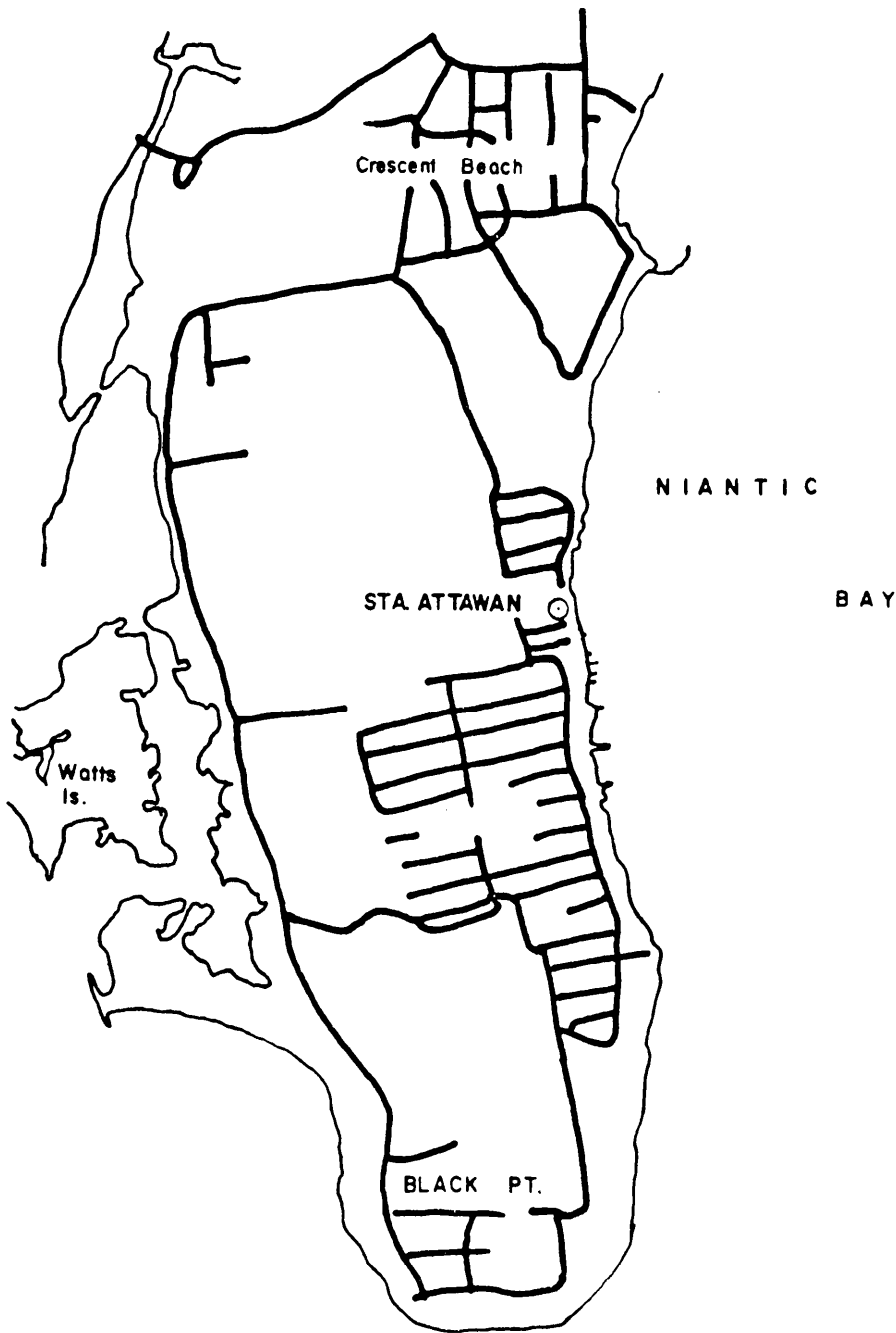 Crescent Beach
NIANTIC
BAY
STA. ATTAWAN
Watts
Is.
BLACK PT.